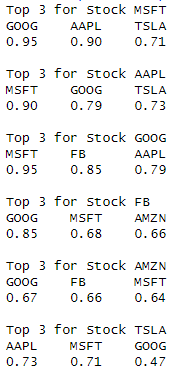 Top 3 for Stock MSFT
GOOG AAPL TSLA
0.95 0.90 0.71
Top 3 for Stock AAPL
MSFT GOOG TSLA
0.90 0.79 0.73
Top 3 for Stock GOOG
MSFT FB AAPL
0.95 0.85 0.79
Top 3 for Stock FB
GOOG MSFT AMZN
0.85 0.68 0.66
Top 3 for Stock AMZN
GOOG FB MSFT
0.67 0.66 0.64
Top 3 for Stock TSLA
AAPL MSFT GOOG
0.73 0.71 0.47